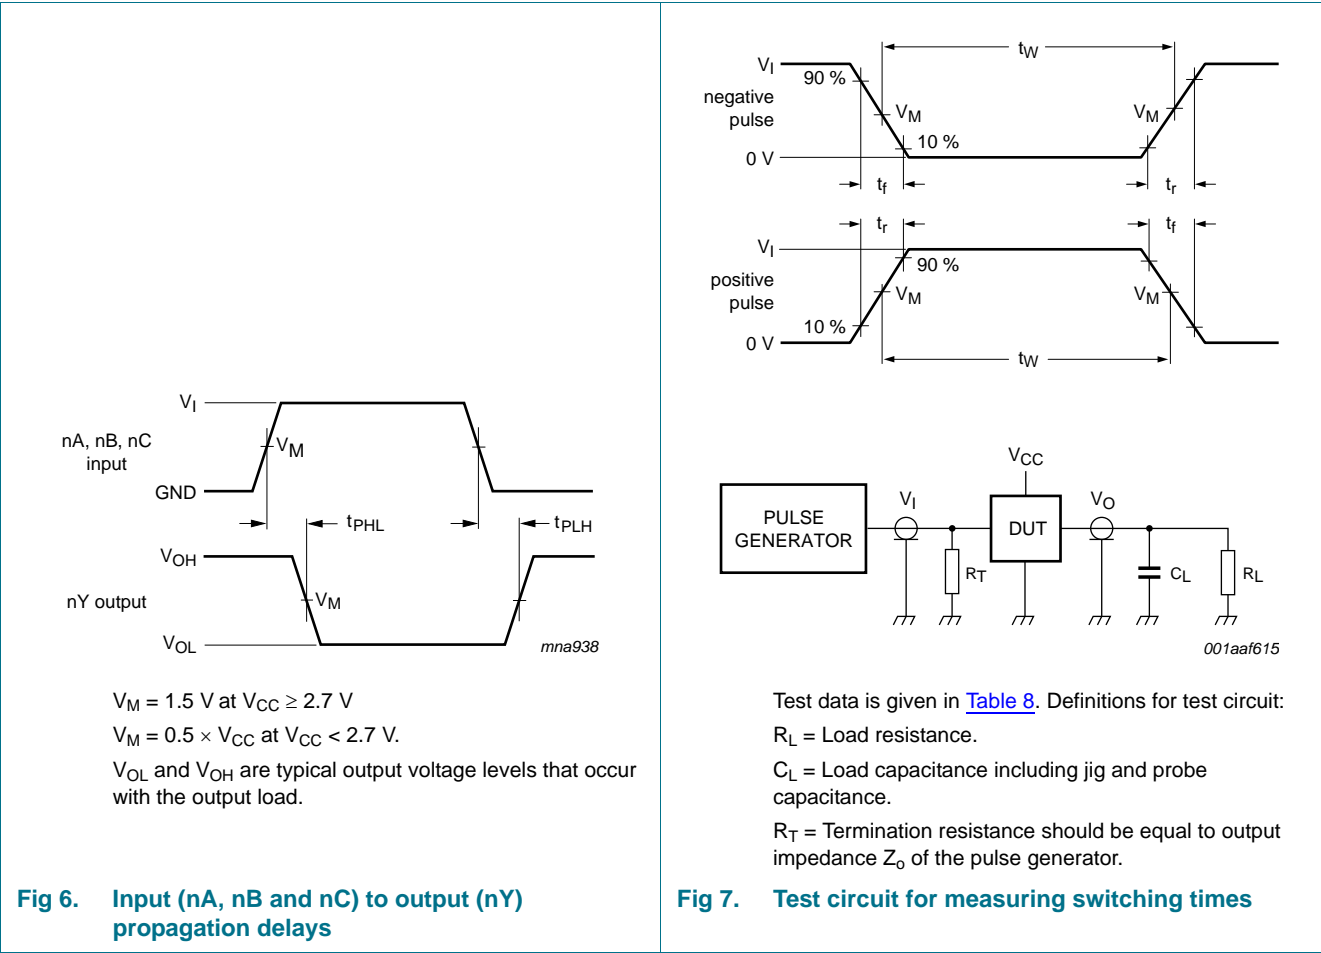 VI
nA, nB, nC
input
VM
GND
tPHL
tPLH
VOH
nY output
VM
VOL
mna938
VM = 1.5 V at VCC ≥ 2.7 V
VM = 0.5 × VCC at VCC < 2.7 V.
VOL and VOH are typical output voltage levels that occur
with the output load.
Fig 6. Input (nA, nB and nC) to output (nY)
propagation delays
tW
VI
90 %
negative
pulse
VM
VM
10 %
0 V
tf
tr
tr
tf
VI
90 %
positive
pulse
VM
VM
10 %
0 V
tW
VCC
PULSE
GENERATOR
VI
DUT
VO
RT
CL
RL
001aaf615
Test data is given in Table 8. Definitions for test circuit:
RL = Load resistance.
CL = Load capacitance including jig and probe
capacitance.
RT = Termination resistance should be equal to output
impedance Zo of the pulse generator.
Fig 7. Test circuit for measuring switching times